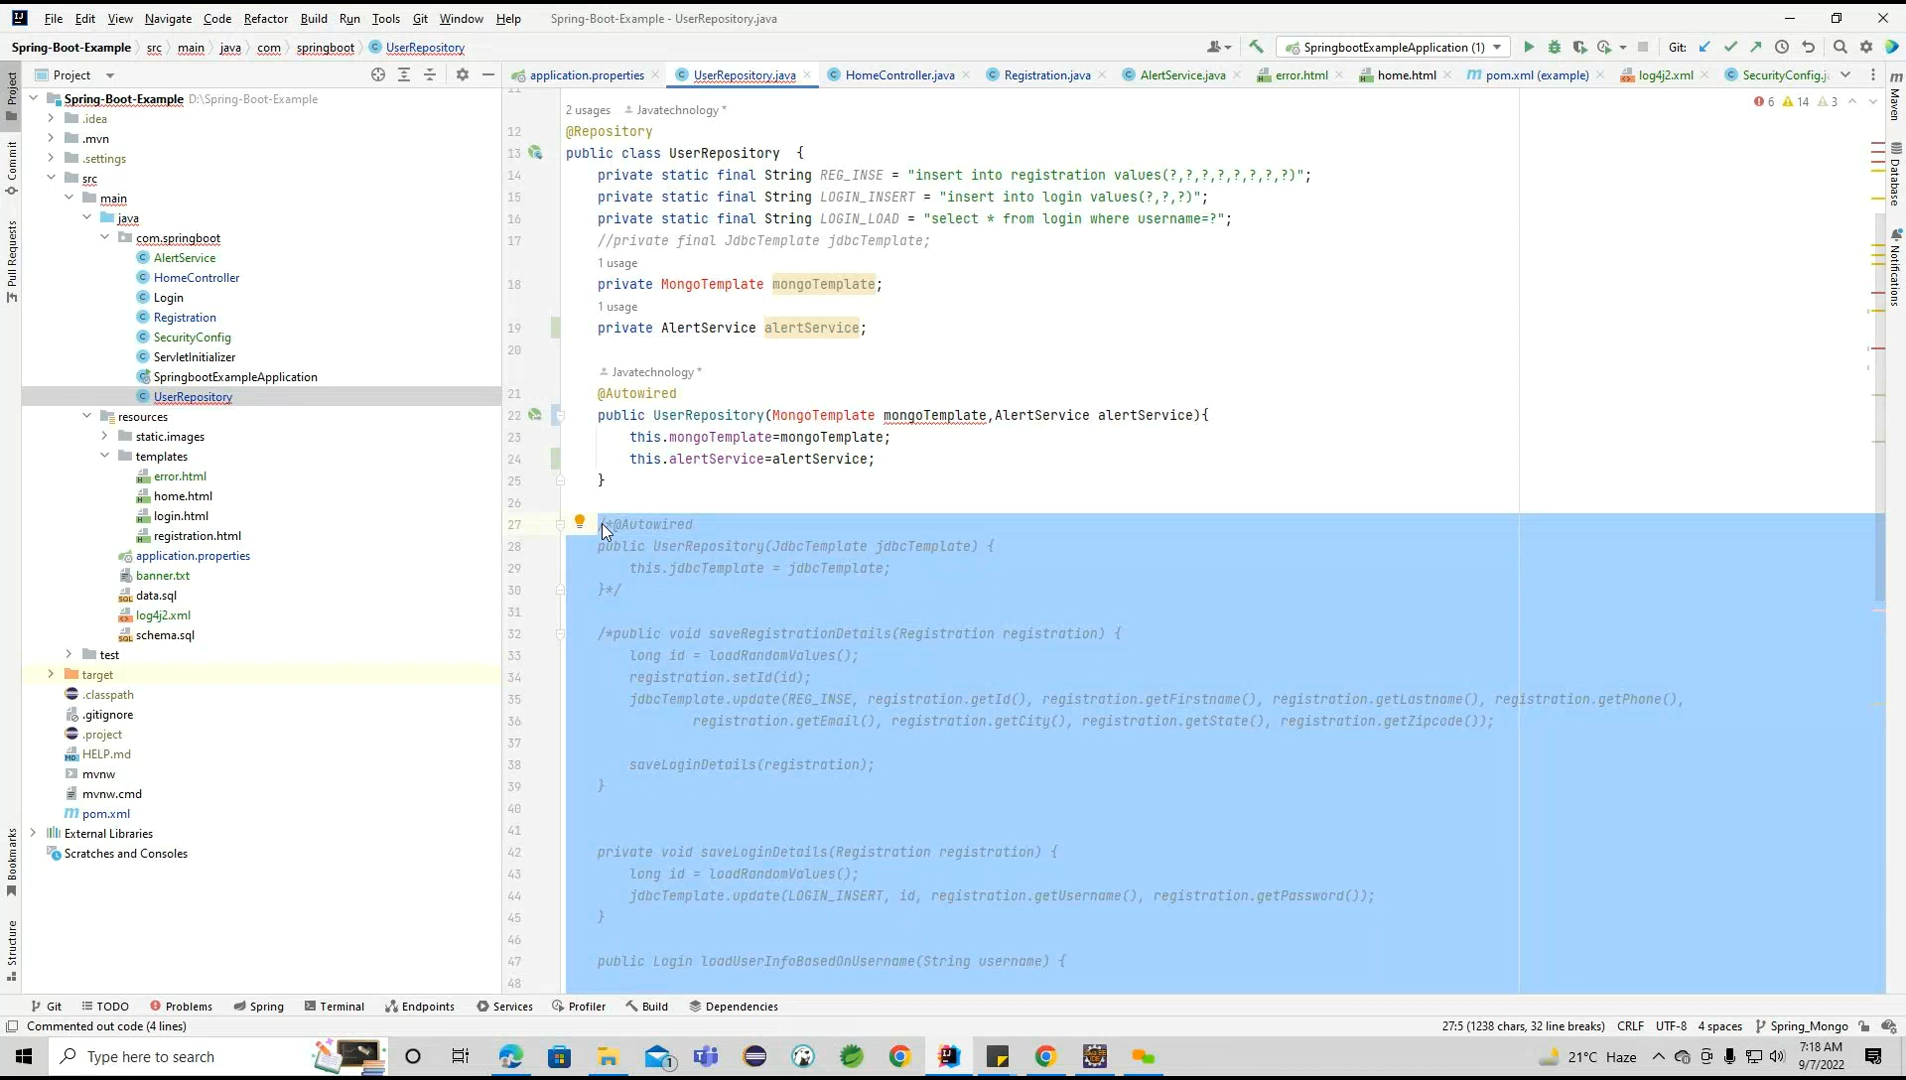 File Edit View Navigate Code Refactor Build Run Tools Git Window Help Spring-Boot-Example - UserRepository.java
Spring-Boot-Example src main java com springboot UserRepository SpringbootExampleApplication (1) Git:
Project application.properties UserRepository.java HomeController.java Registration.java AlertService.java error.html home.html pom.xml (example) log4j2.xml SecurityConfig.j
Spring-Boot-Example D:\Spring-Boot-Example
.idea
.mvn
.settings
src
main
java
com.springboot
AlertService
HomeController
Login
Registration
SecurityConfig
ServletInitializer
SpringbootExampleApplication
UserRepository
resources
static.images
templates
error.html
home.html
login.html
registration.html
application.properties
banner.txt
data.sql
log4j2.xml
schema.sql
test
target
.classpath
.gitignore
.project
HELP.md
mvnw
mvnw.cmd
pom.xml
External Libraries
Scratches and Consoles
Project
Commit
Pull Requests
Bookmarks
Structure
11
2 usages Javatechnology *
6 14 3
12 @Repository
13 public class UserRepository {
14 private static final String REG_INSE = "insert into registration values(?,?,?,?,?,?,?,?)";
15 private static final String LOGIN_INSERT = "insert into login values(?,?,?)";
16 private static final String LOGIN_LOAD = "select * from login where username=?";
17 //private final JdbcTemplate jdbcTemplate;
1 usage
18 private MongoTemplate mongoTemplate;
1 usage
19 private AlertService alertService;
20
Javatechnology *
21 @Autowired
22 public UserRepository(MongoTemplate mongoTemplate,AlertService alertService){
23 this.mongoTemplate=mongoTemplate;
24 this.alertService=alertService;
25 }
26
27 /*@Autowired
28 public UserRepository(JdbcTemplate jdbcTemplate) {
29 this.jdbcTemplate = jdbcTemplate;
30 }*/
31
32 /*public void saveRegistrationDetails(Registration registration) {
33 long id = loadRandomValues();
34 registration.setId(id);
35 jdbcTemplate.update(REG_INSE, registration.getId(), registration.getFirstname(), registration.getLastname(), registration.getPhone(),
36 registration.getEmail(), registration.getCity(), registration.getState(), registration.getZipcode());
37
38 saveLoginDetails(registration);
39 }
40
41
42 private void saveLoginDetails(Registration registration) {
43 long id = loadRandomValues();
44 jdbcTemplate.update(LOGIN_INSERT, id, registration.getUsername(), registration.getPassword());
45 }
46
47 public Login loadUserInfoBasedOnUsername(String username) {
48
Maven
Database
Notifications
Git TODO Problems Spring Terminal Endpoints Services Profiler Build Dependencies
Commented out code (4 lines) 27:5 (1238 chars, 32 line breaks) CRLF UTF-8 4 spaces Spring_Mongo
Type here to search 21°C Haze 7:18 AM
9/7/2022